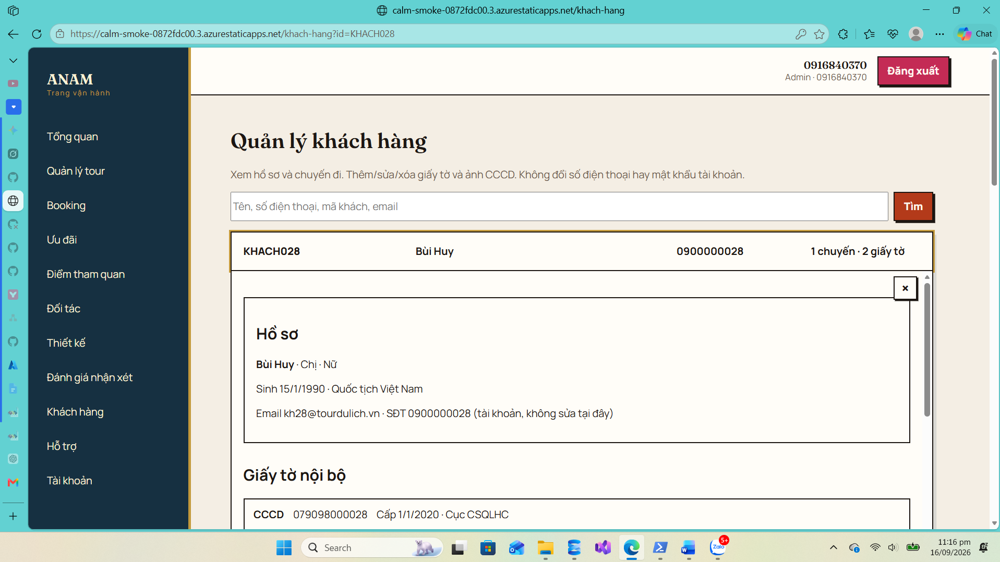 calm-smoke-0872fdc00.3.azurestaticapps.net/khach-hang
https://calm-smoke-0872fdc00.3.azurestaticapps.net/khach-hang?id=KHACH028
Chat
ANAM
Trang vận hành
Tổng quan
Quản lý tour
Booking
Ưu đãi
Điểm tham quan
Đối tác
Thiết kế
Đánh giá nhận xét
Khách hàng
Hỗ trợ
Tài khoản
0916840370
Admin · 0916840370
Đăng xuất
Quản lý khách hàng
Xem hồ sơ và chuyến đi. Thêm/sửa/xóa giấy tờ và ảnh CCCD. Không đổi số điện thoại hay mật khẩu tài khoản.
Tên, số điện thoại, mã khách, email
Tìm
KHACH028 Bùi Huy 0900000028 1 chuyến · 2 giấy tờ
×
Hồ sơ
Bùi Huy · Chị · Nữ
Sinh 15/1/1990 · Quốc tịch Việt Nam
Email kh28@tourdulich.vn · SĐT 0900000028 (tài khoản, không sửa tại đây)
Giấy tờ nội bộ
CCCD 079098000028 Cấp 1/1/2020 · Cục CSQLHC
Search
Zalo
5+
11:16 pm
16/09/2026